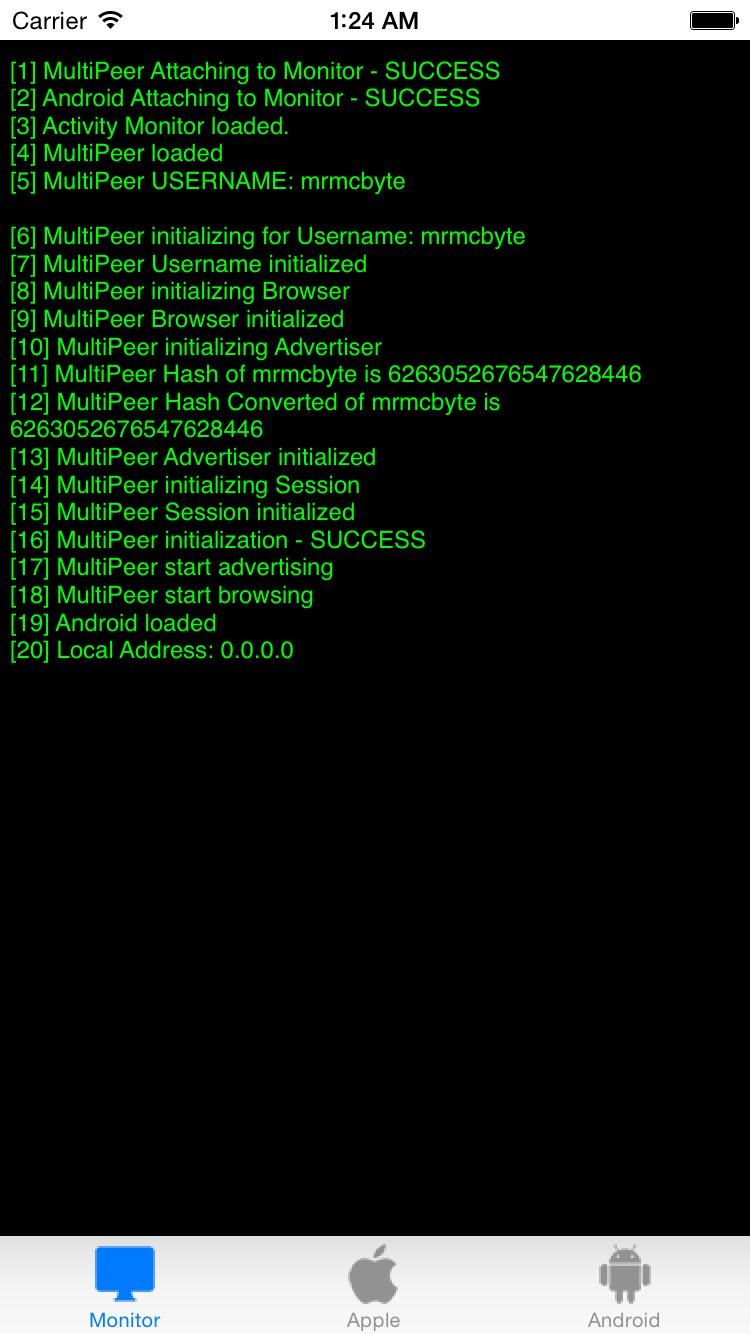 Carrier 1:24 AM
[1] MultiPeer Attaching to Monitor - SUCCESS
[2] Android Attaching to Monitor - SUCCESS
[3] Activity Monitor loaded.
[4] MultiPeer loaded
[5] MultiPeer USERNAME: mrmcbyte
[6] MultiPeer initializing for Username: mrmcbyte
[7] MultiPeer Username initialized
[8] MultiPeer initializing Browser
[9] MultiPeer Browser initialized
[10] MultiPeer initializing Advertiser
[11] MultiPeer Hash of mrmcbyte is 6263052676547628446
[12] MultiPeer Hash Converted of mrmcbyte is
6263052676547628446
[13] MultiPeer Advertiser initialized
[14] MultiPeer initializing Session
[15] MultiPeer Session initialized
[16] MultiPeer initialization - SUCCESS
[17] MultiPeer start advertising
[18] MultiPeer start browsing
[19] Android loaded
[20] Local Address: 0.0.0.0
Monitor Apple Android